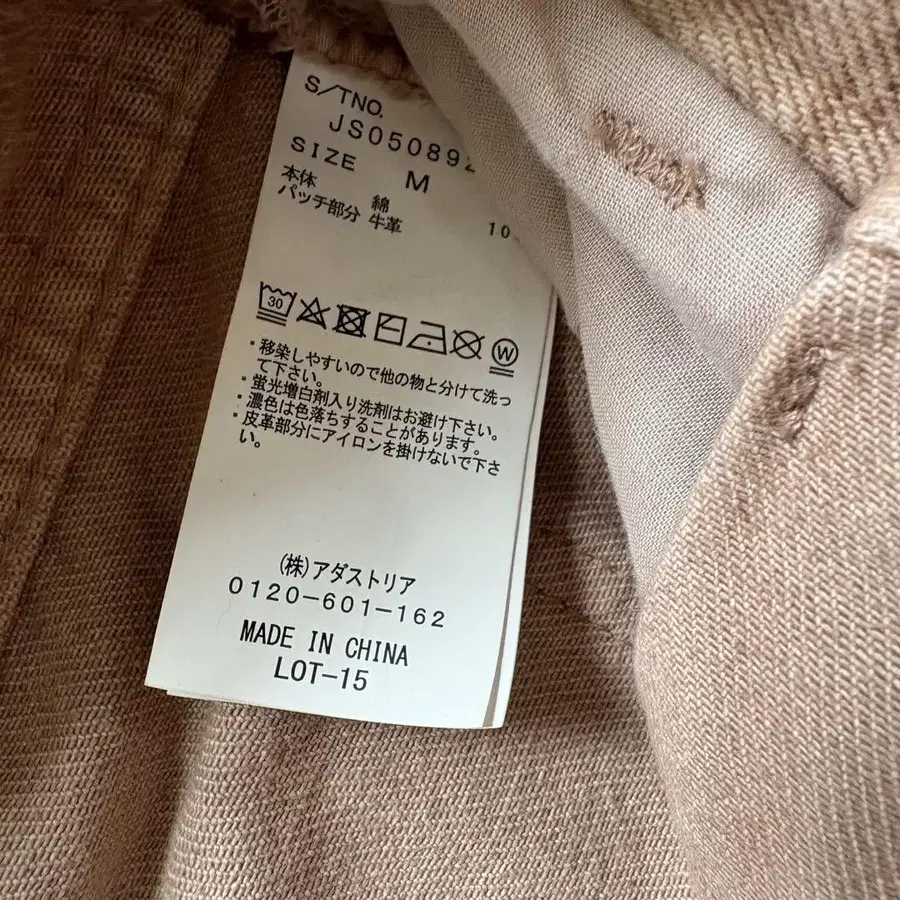 S/TNO.
JS050892
SIZE M
本体 綿 10
パッチ部分 牛革
30
W
・移染しやすいので他の物と分けて洗っ
て下さい。
・蛍光増白剤入り洗剤はお避け下さい。
・濃色は色落ちすることがあります。
・皮革部分にアイロンを掛けないで下さ
い。
(株)アダストリア
0120-601-162
MADE IN CHINA
LOT-15